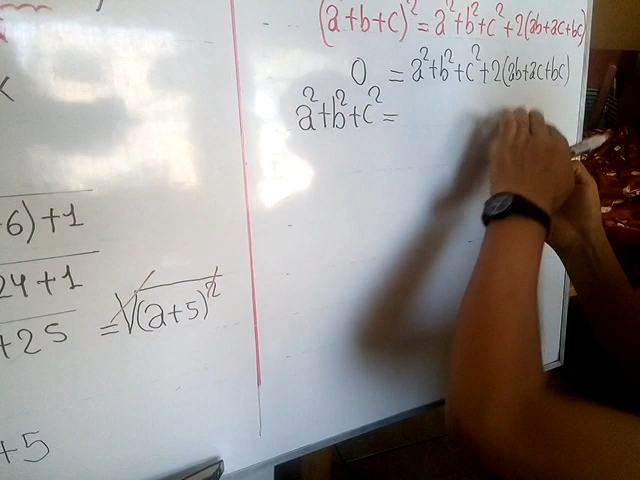 (a+b+c)² = a²+b²+c²+2(ab+ac+bc)
0 = a²+b²+c²+2(ab+ac+bc)
a²+b²+c² =
-6)+1
24+1
+25 = √(a+5)²
+5